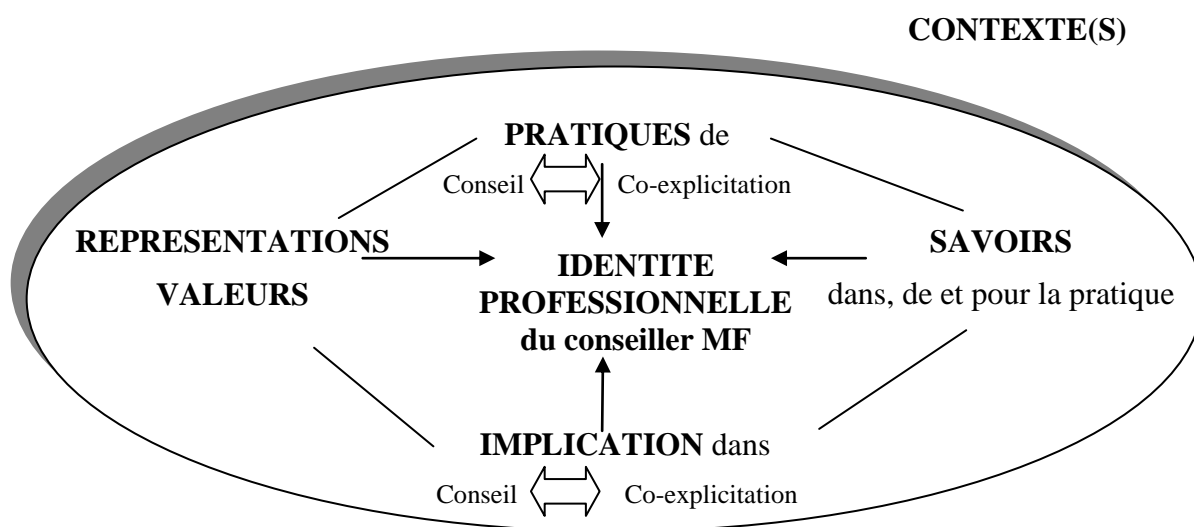 CONTEXTE(S)
PRATIQUES de
Conseil Co-explicitation
REPRESENTATIONS
VALEURS
IDENTITE
PROFESSIONNELLE
du conseiller MF
SAVOIRS
dans, de et pour la pratique
IMPLICATION dans
Conseil Co-explicitation